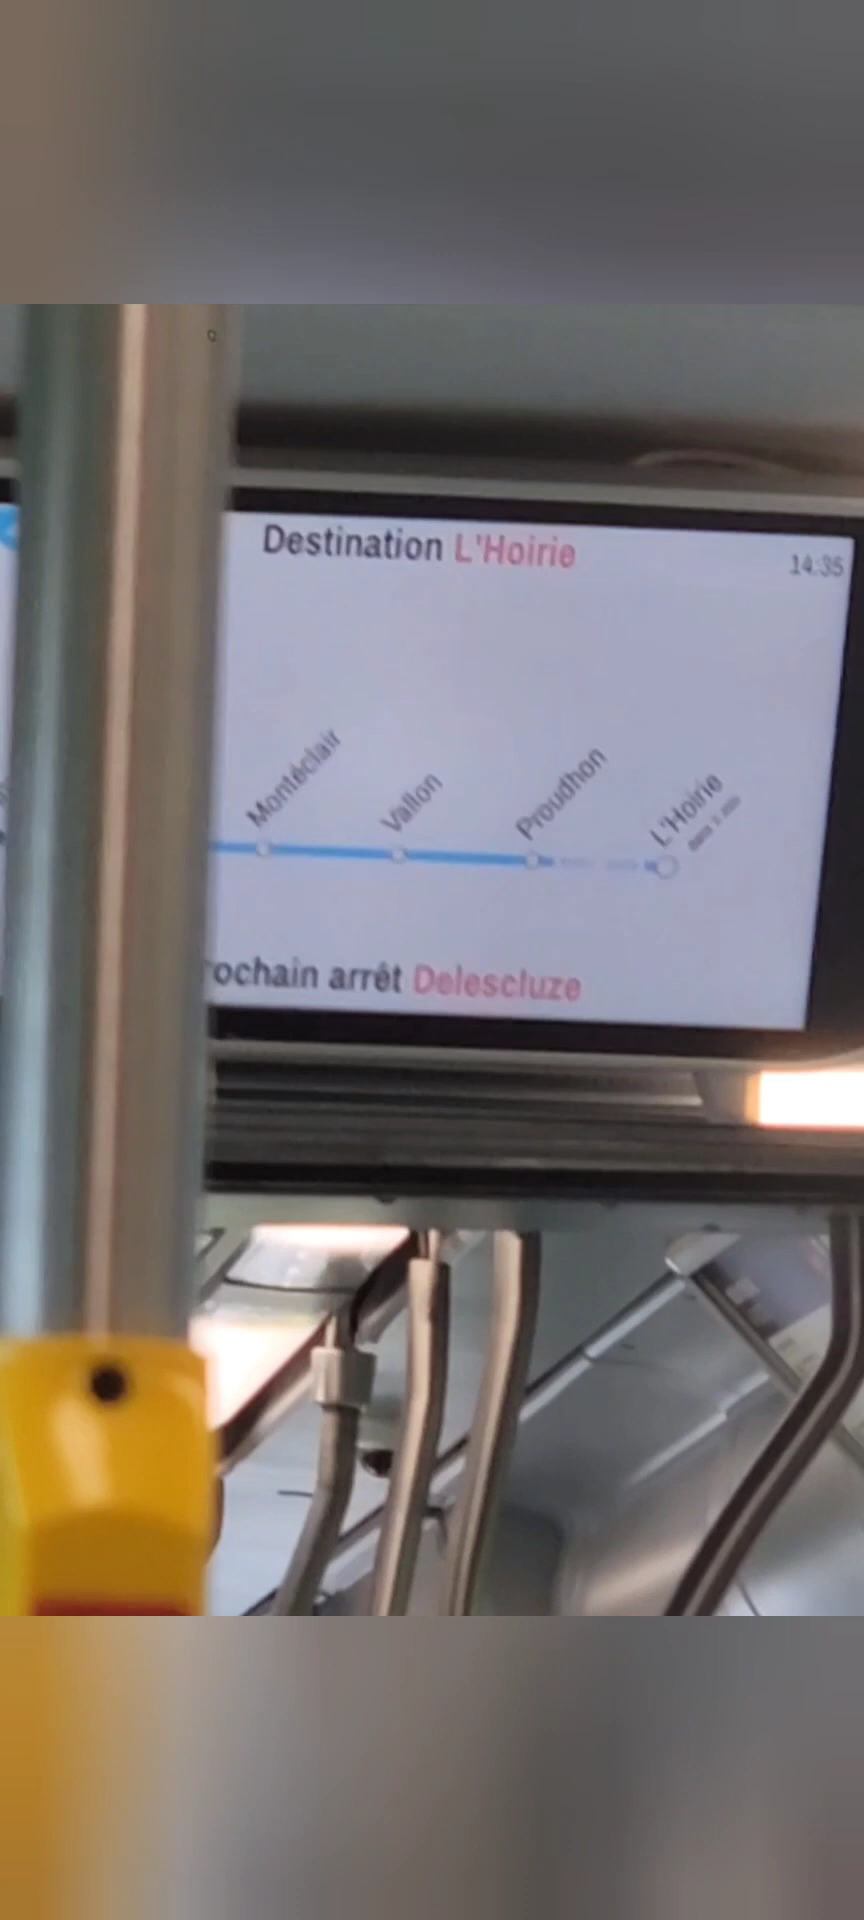 Destination L'Hoirie
14:35
Montéclair
Vallon
Proudhon
L'Hoirie
rochain arrêt Delescluze